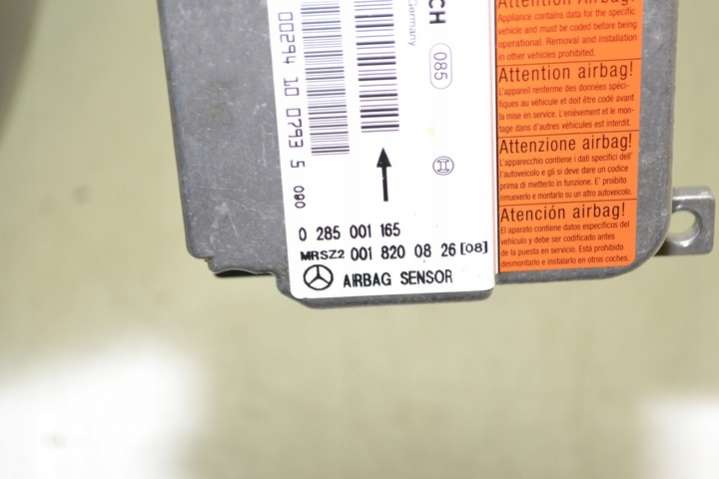 CH
Germany
085
00294 10 0793 5
080
0 285 001 165
MRSZ2 001 820 08 26 [08]
AIRBAG SENSOR
Attention Airbag!
Appliance contains data for the specific
vehicle and must be coded before being
operational. Removal and installation
in other vehicles prohibited.
Attention airbag!
L'appareil renferme des données spéci-
fiques au véhicule et doit être codé avant
la mise en service. L'enlèvement et le mon-
tage dans d'autres véhicules est interdit.
Attenzione airbag!
L'apparecchio contiene i dati specifici dell'
autoveicolo e gli si deve dare un codice
prima di metterlo in funzione. E' proibito
rimuoverlo e montarlo su un altro autoveicolo.
Atención airbag!
El aparato contiene datos específicos del
vehículo y debe ser codificado antes
de la puesta en servicio. Está prohibido
desmontarlo e instalarlo en otros coches.